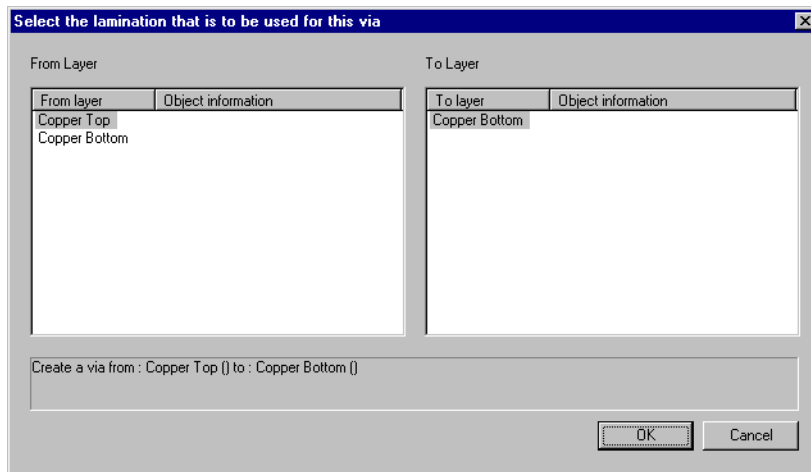 Select the lamination that is to be used for this via
From Layer
To Layer
From layer Object information
To layer Object information
Copper Top
Copper Bottom
Copper Bottom
Create a via from : Copper Top () to : Copper Bottom ()
OK Cancel